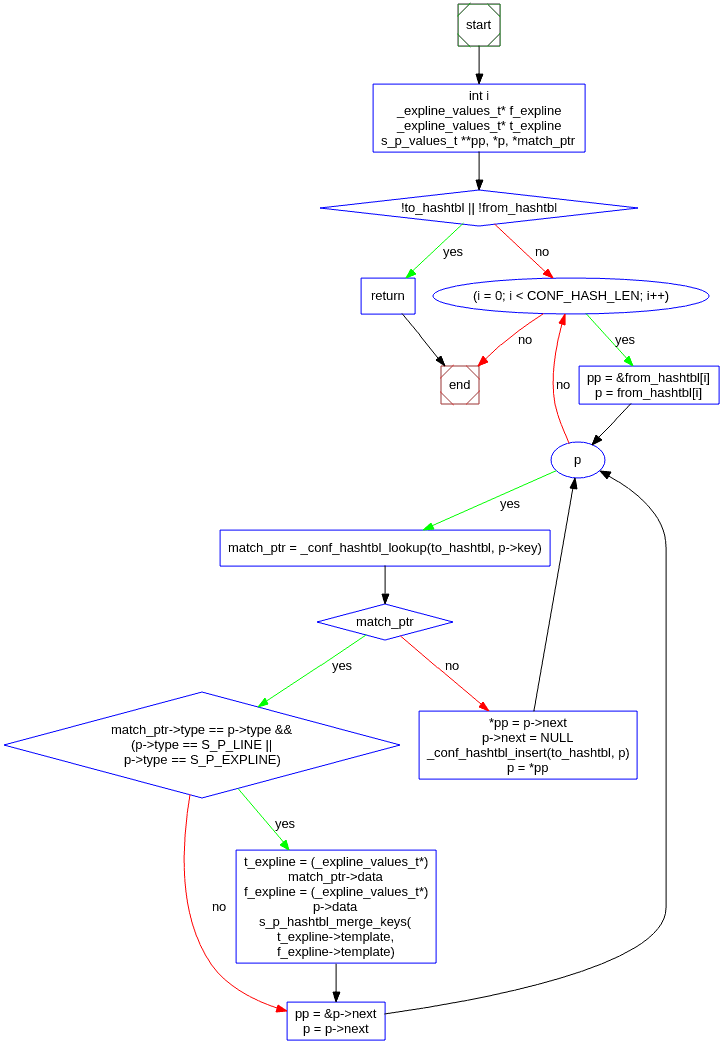 start
int i
_expline_values_t* f_expline
_expline_values_t* t_expline
s_p_values_t **pp, *p, *match_ptr
!to_hashtbl || !from_hashtbl
yes
no
return
(i = 0; i < CONF_HASH_LEN; i++)
no
yes
end
no
pp = &from_hashtbl[i]
p = from_hashtbl[i]
p
yes
match_ptr = _conf_hashtbl_lookup(to_hashtbl, p->key)
match_ptr
yes
no
match_ptr->type == p->type &&
(p->type == S_P_LINE ||
p->type == S_P_EXPLINE)
*pp = p->next
p->next = NULL
_conf_hashtbl_insert(to_hashtbl, p)
p = *pp
yes
no
t_expline = (_expline_values_t*)
match_ptr->data
f_expline = (_expline_values_t*)
p->data
s_p_hashtbl_merge_keys(
t_expline->template,
f_expline->template)
pp = &p->next
p = p->next